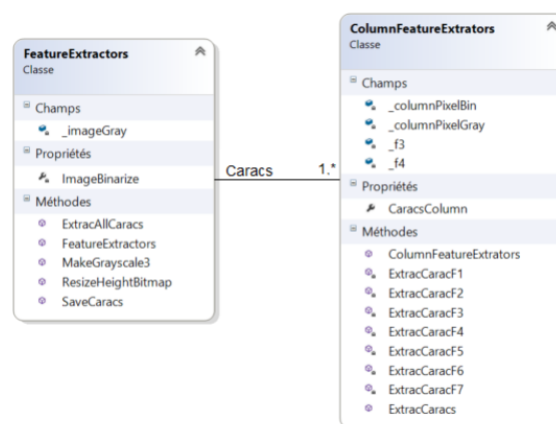 FeatureExtractors
Classe
Champs
_imageGray
Propriétés
ImageBinarize
Méthodes
ExtracAllCaracs
FeatureExtractors
MakeGrayscale3
ResizeHeightBitmap
SaveCaracs
Caracs
1.*
ColumnFeatureExtrators
Classe
Champs
_columnPixelBin
_columnPixelGray
_f3
_f4
Propriétés
CaracsColumn
Méthodes
ColumnFeatureExtrators
ExtracCaracF1
ExtracCaracF2
ExtracCaracF3
ExtracCaracF4
ExtracCaracF5
ExtracCaracF6
ExtracCaracF7
ExtracCaracs